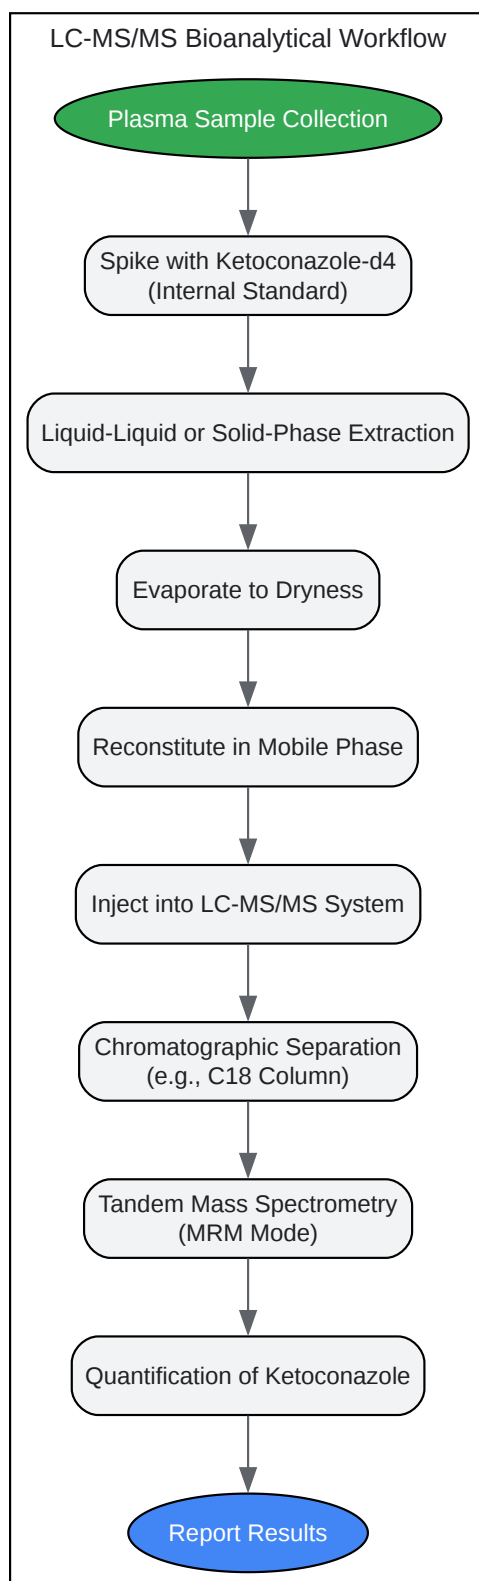 LC-MS/MS Bioanalytical Workflow
Plasma Sample Collection
Spike with Ketoconazole-d4
(Internal Standard)
Liquid-Liquid or Solid-Phase Extraction
Evaporate to Dryness
Reconstitute in Mobile Phase
Inject into LC-MS/MS System
Chromatographic Separation
(e.g., C18 Column)
Tandem Mass Spectrometry
(MRM Mode)
Quantification of Ketoconazole
Report Results